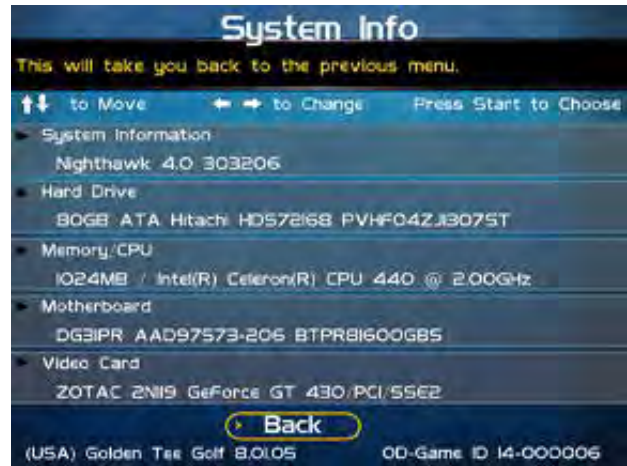 System Info
This will take you back to the previous menu.
to Move to Change Press Start to Choose
System Information
Nighthawk 4.0 303206
Hard Drive
80GB ATA Hitachi HDS72168 PVHF04ZJ1307ST
Memory/CPU
1024MB / Intel(R) Celeron(R) CPU 440 @ 2.00GHz
Motherboard
DG31PR AAD97573-206 BTPR81600GBS
Video Card
ZOTAC 2N119 GeForce GT 430/PCI/SSE2
Back
(USA) Golden Tee Golf 8.01.05 OD-Game ID 14-000006